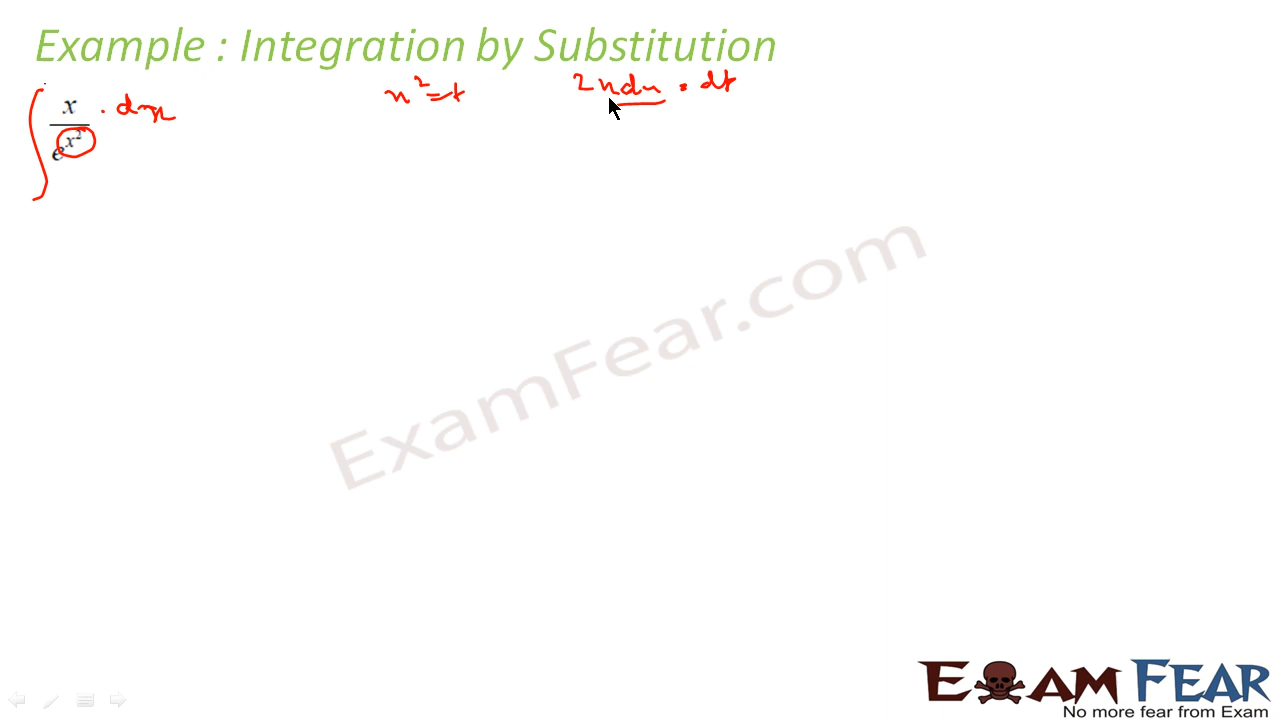 Example : Integration by Substitution
∫ x / e^x² · dx
x² = t
2x dx = dt
ExamFear.com
EXAM FEAR
No more fear from Exam